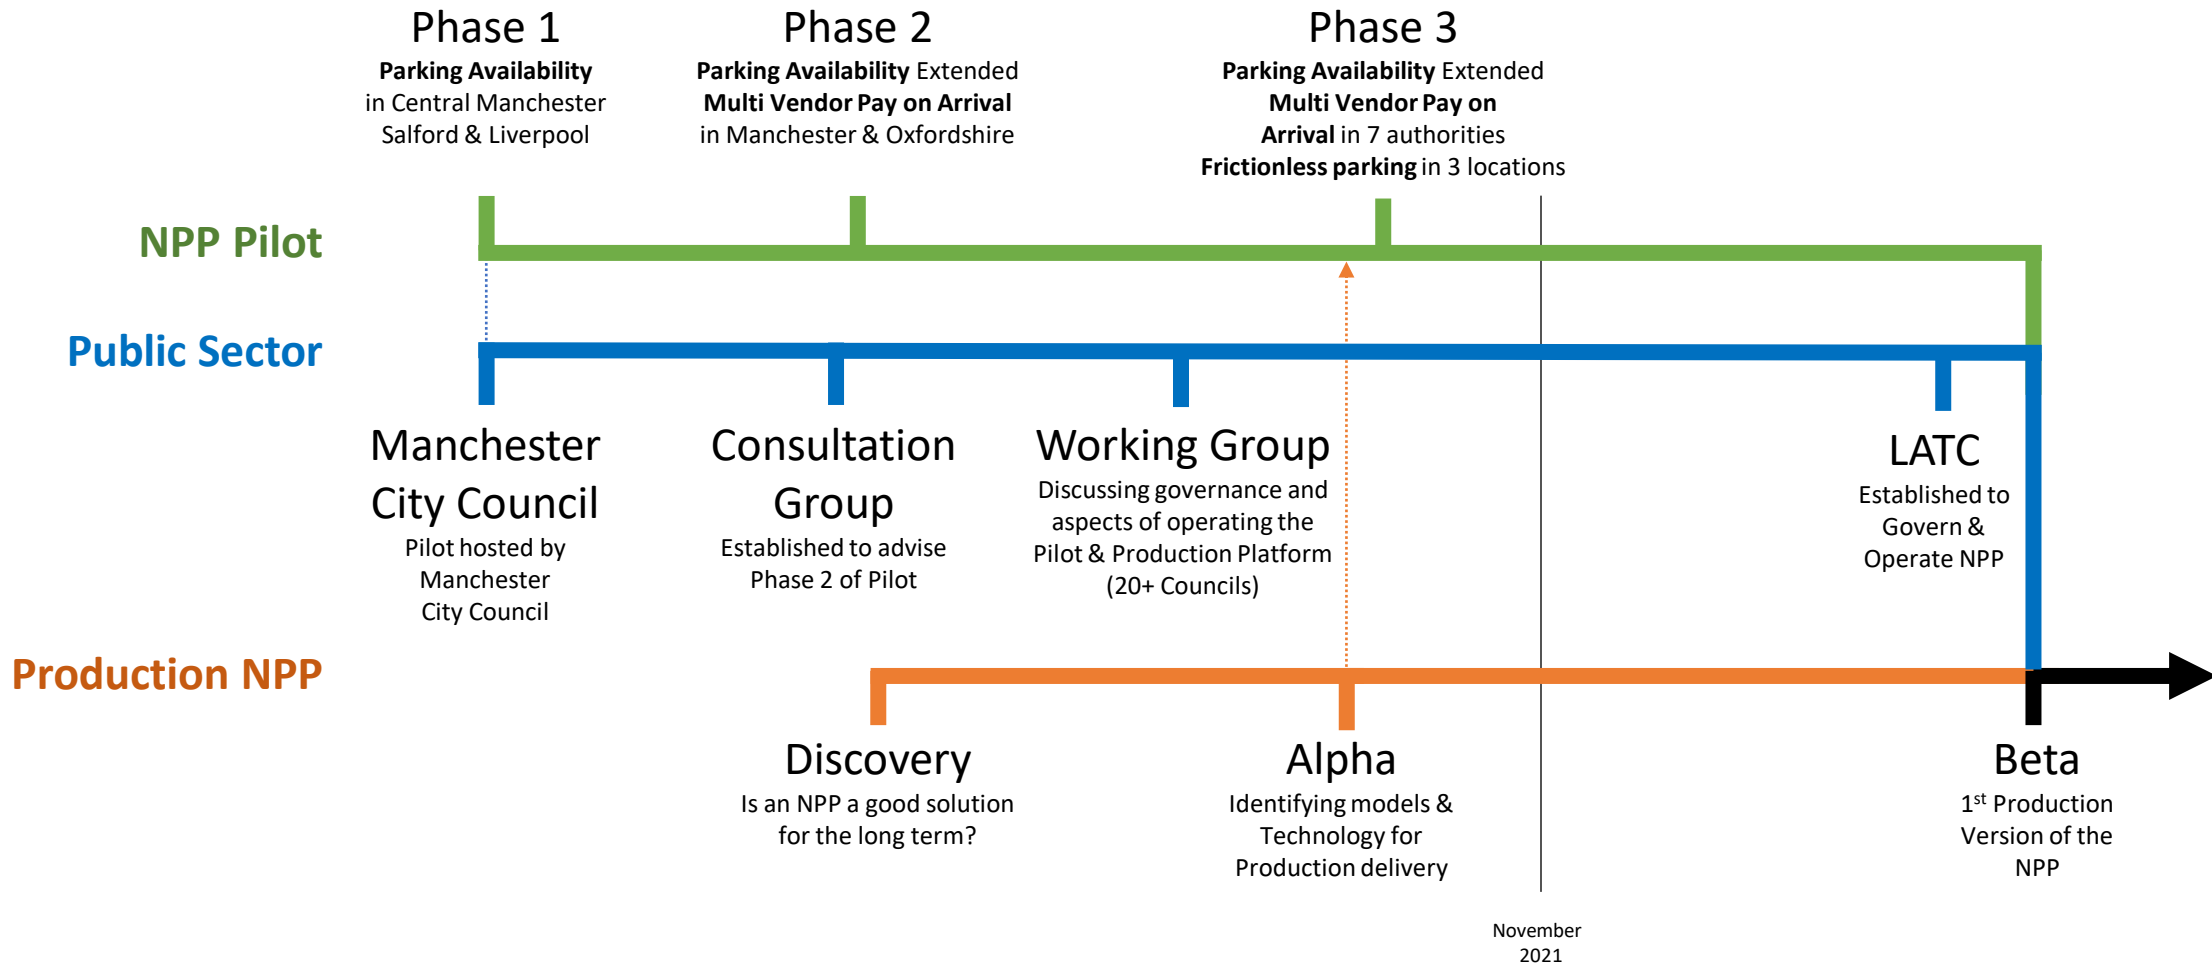 Phase 1
Parking Availability
in Central Manchester
Salford & Liverpool
Phase 2
Parking Availability Extended
Multi Vendor Pay on Arrival
in Manchester & Oxfordshire
Phase 3
Parking Availability Extended
Multi Vendor Pay on
Arrival in 7 authorities
Frictionless parking in 3 locations
NPP Pilot
Public Sector
Manchester
City Council
Pilot hosted by
Manchester
City Council
Consultation
Group
Established to advise
Phase 2 of Pilot
Working Group
Discussing governance and
aspects of operating the
Pilot & Production Platform
(20+ Councils)
LATC
Established to
Govern &
Operate NPP
Production NPP
Discovery
Is an NPP a good solution
for the long term?
Alpha
Identifying models &
Technology for
Production delivery
Beta
1st Production
Version of the
NPP
November
2021